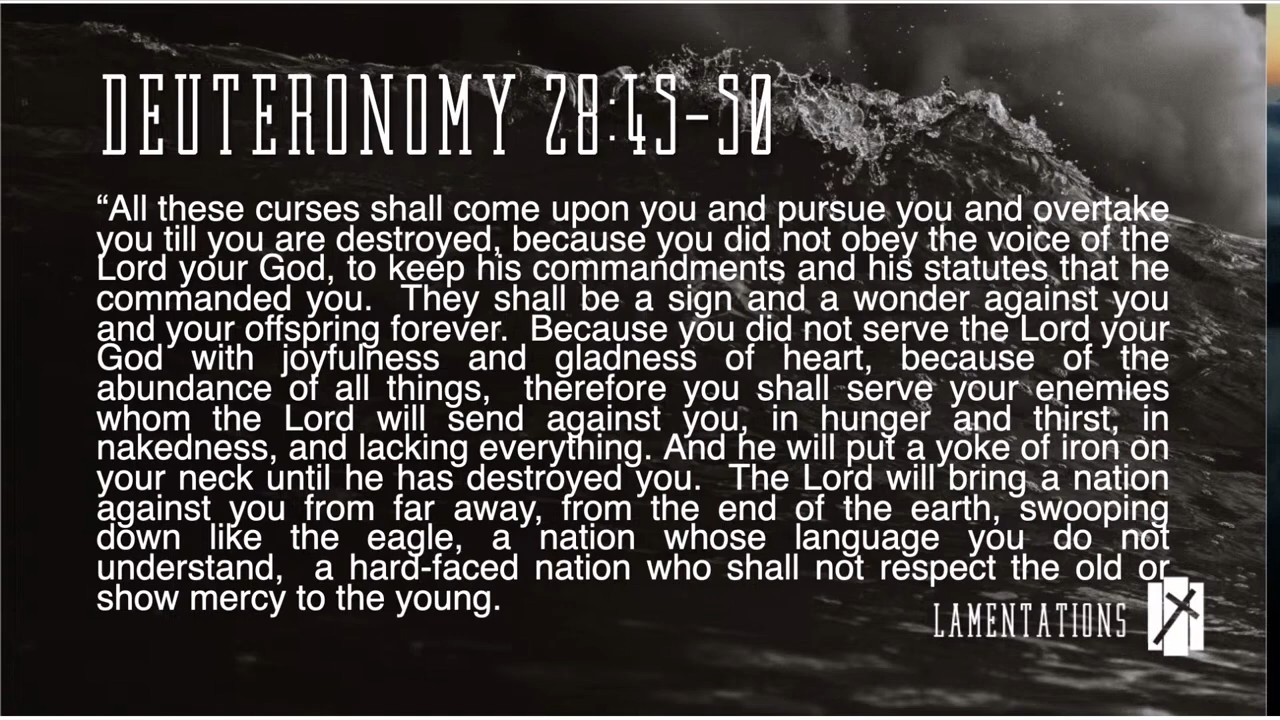 DEUTERONOMY 28:45-50
“All these curses shall come upon you and pursue you and overtake
you till you are destroyed, because you did not obey the voice of the
Lord your God, to keep his commandments and his statutes that he
commanded you.  They shall be a sign and a wonder against you
and your offspring forever.  Because you did not serve the Lord your
God with joyfulness and gladness of heart, because of the
abundance of all things,  therefore you shall serve your enemies
whom the Lord will send against you, in hunger and thirst, in
nakedness, and lacking everything. And he will put a yoke of iron on
your neck until he has destroyed you.  The Lord will bring a nation
against you from far away, from the end of the earth, swooping
down like the eagle, a nation whose language you do not
understand,  a hard-faced nation who shall not respect the old or
show mercy to the young.
LAMENTATIONS